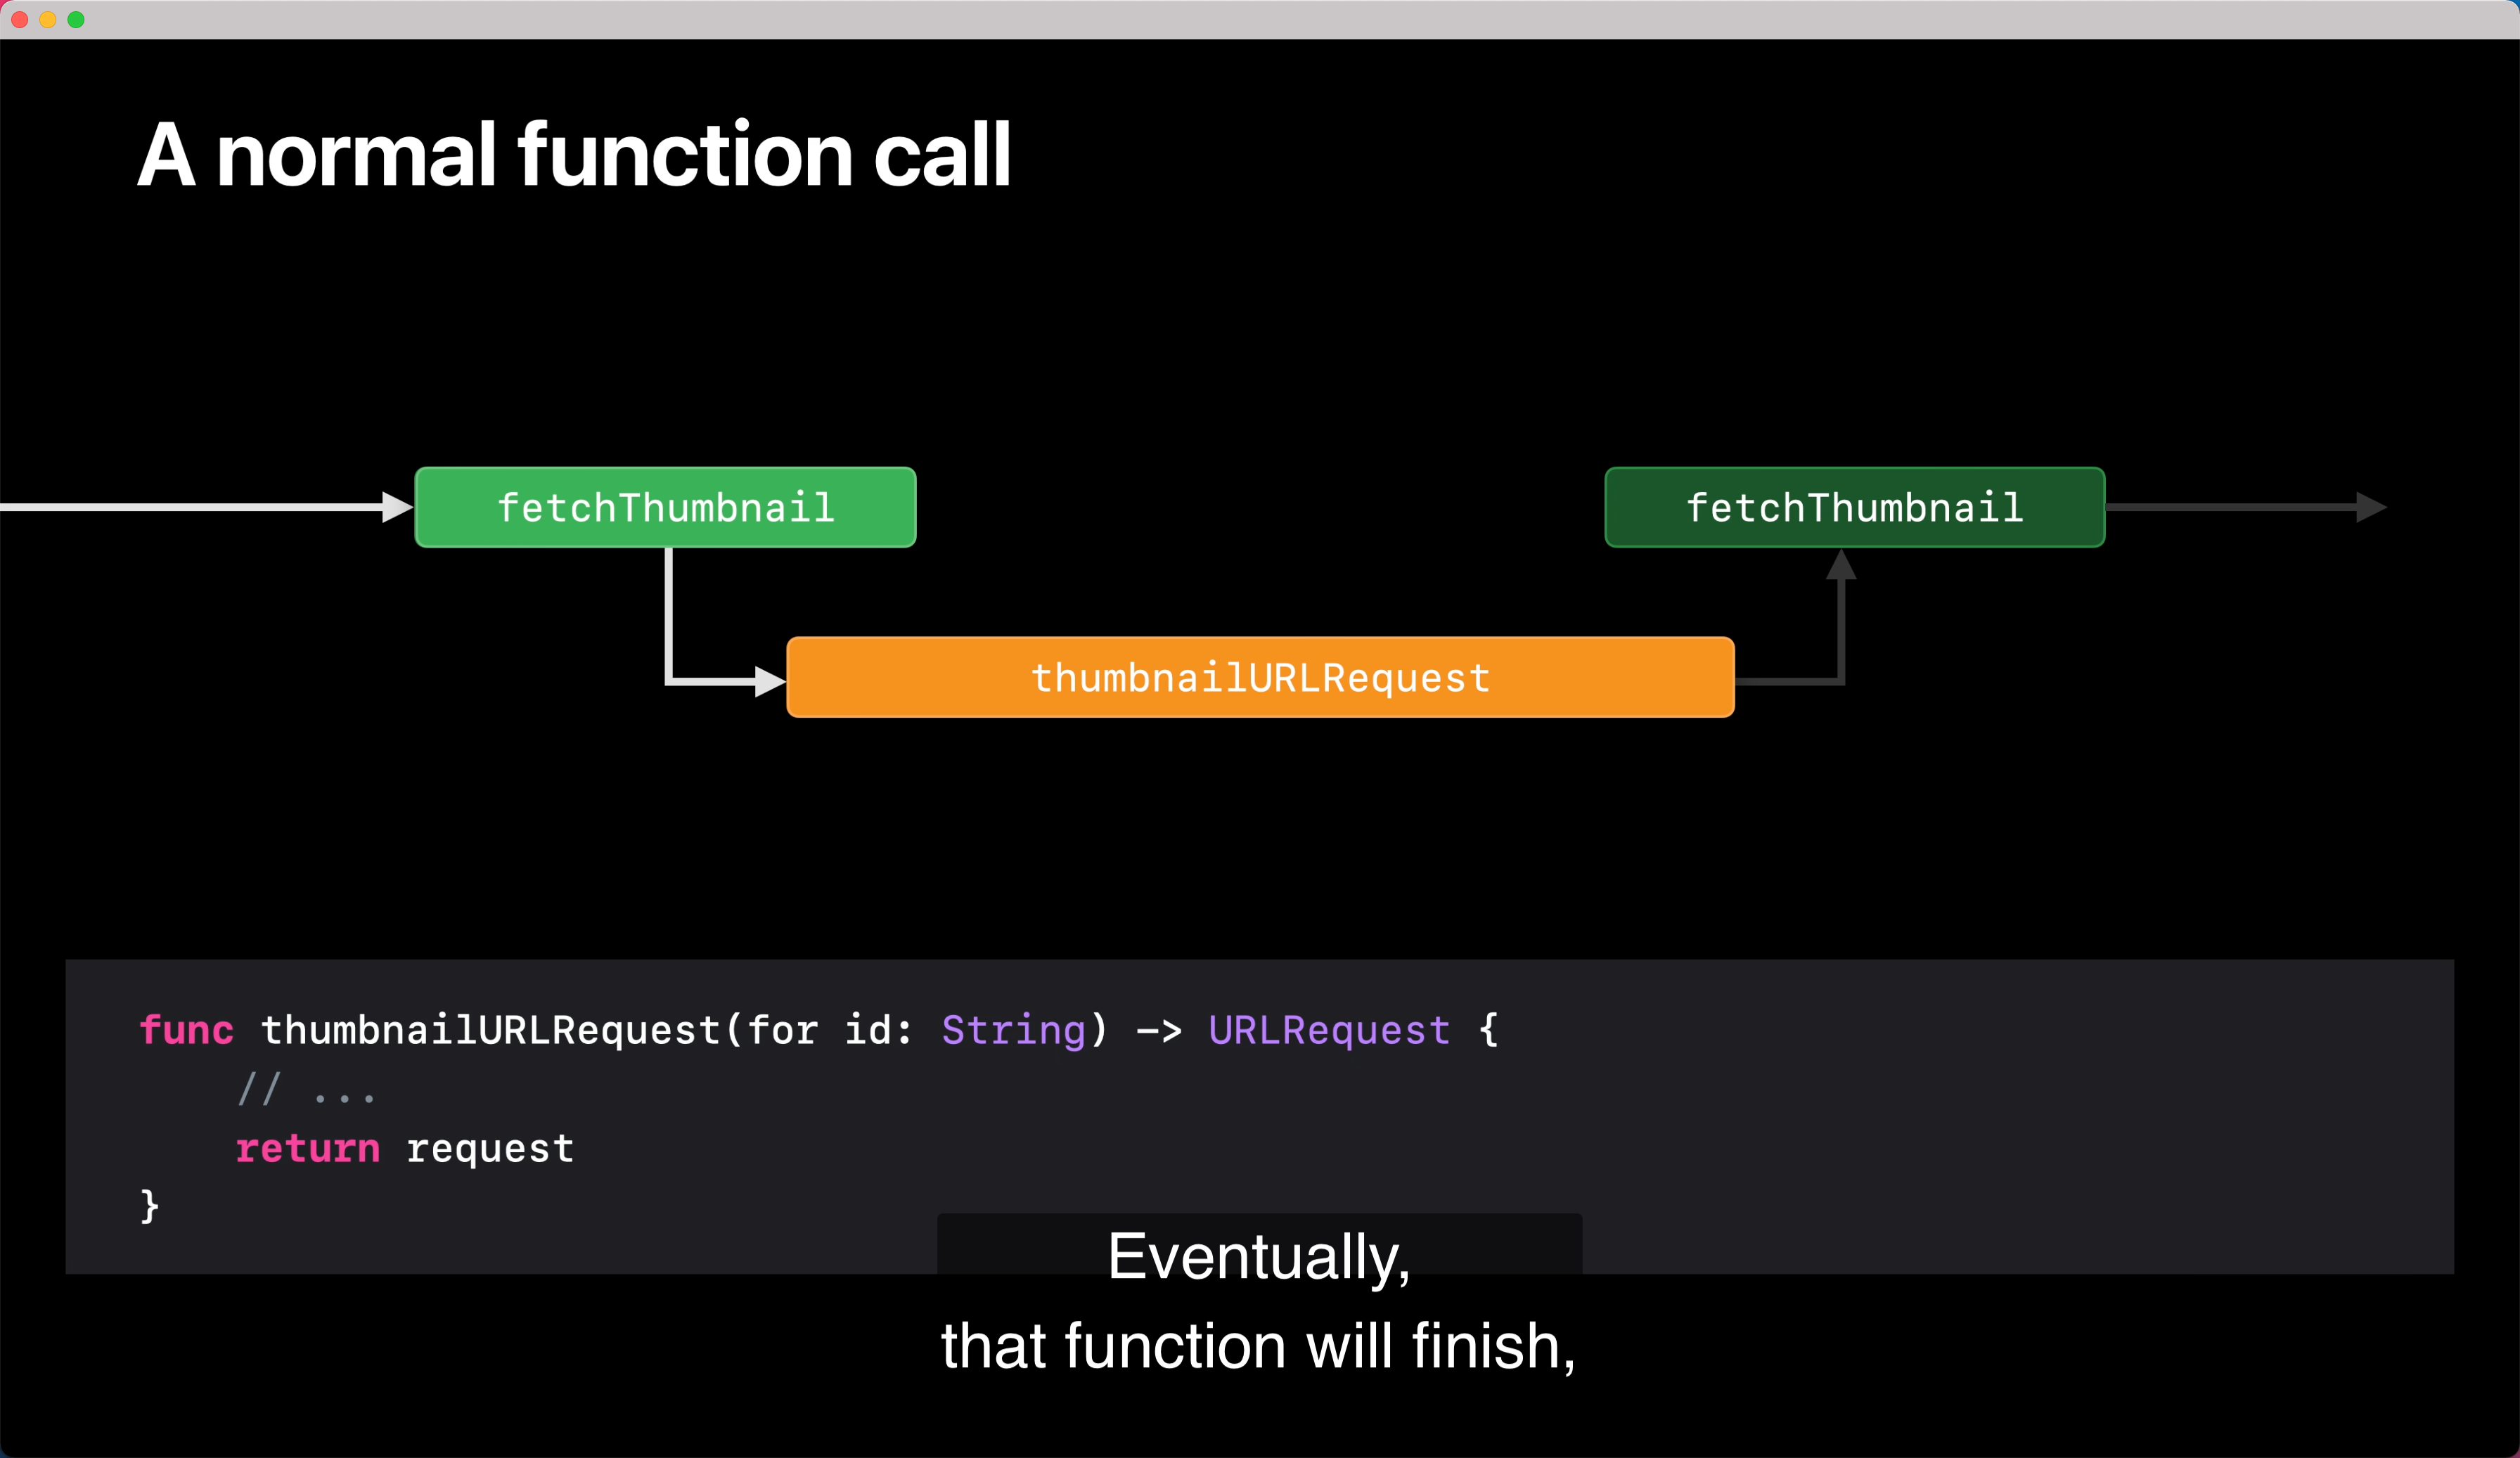 A normal function call
fetchThumbnail
fetchThumbnail
thumbnailURLRequest
func thumbnailURLRequest(for id: String) -> URLRequest {
    // ...
    return request
}
Eventually,
that function will finish,